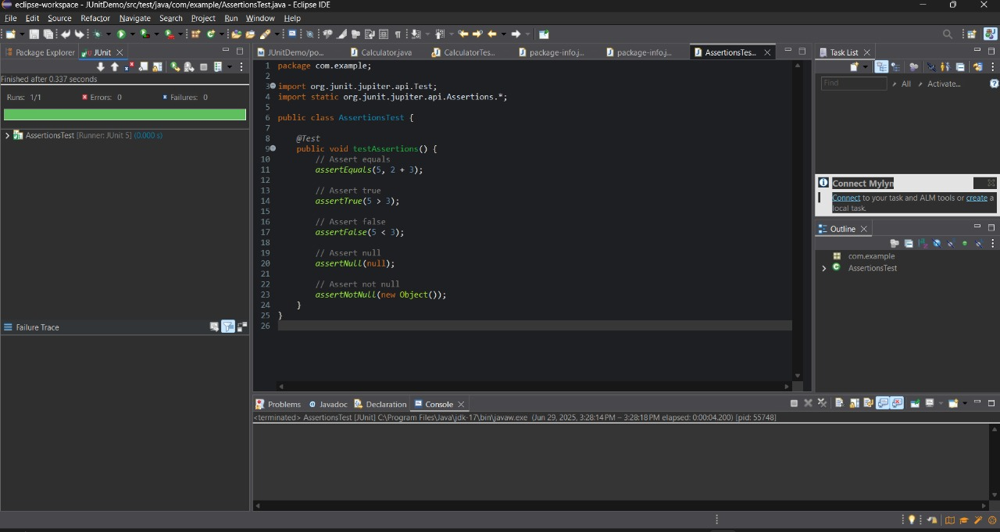 eclipse-workspace - JUnitDemo/src/test/java/com/example/AssertionsTest.java - Eclipse IDE
File Edit Source Refactor Navigate Search Project Run Window Help
Package Explorer JUnit
Finished after 0.337 seconds
Runs: 1/1 Errors: 0 Failures: 0
AssertionsTest [Runner: JUnit 5] (0.000 s)
Failure Trace
JUnitDemo/po... Calculator.java CalculatorTes... package-info.j... package-info.j... AssertionsTes...
1 package com.example;
2
3 import org.junit.jupiter.api.Test;
4 import static org.junit.jupiter.api.Assertions.*;
5
6 public class AssertionsTest {
7
8 @Test
9 public void testAssertions() {
10 // Assert equals
11 assertEquals(5, 2 + 3);
12
13 // Assert true
14 assertTrue(5 > 3);
15
16 // Assert false
17 assertFalse(5 < 3);
18
19 // Assert null
20 assertNull(null);
21
22 // Assert not null
23 assertNotNull(new Object());
24 }
25 }
26
Task List
Find All Activate...
Connect Mylyn
Connect to your task and ALM tools or create a
local task.
Outline
com.example
AssertionsTest
Problems Javadoc Declaration Console
<terminated> AssertionsTest [JUnit] C:\Program Files\Java\jdk-17\bin\javaw.exe (Jun 29, 2025, 3:28:14 PM – 3:28:18 PM elapsed: 0:00:04.200) [pid: 55748]